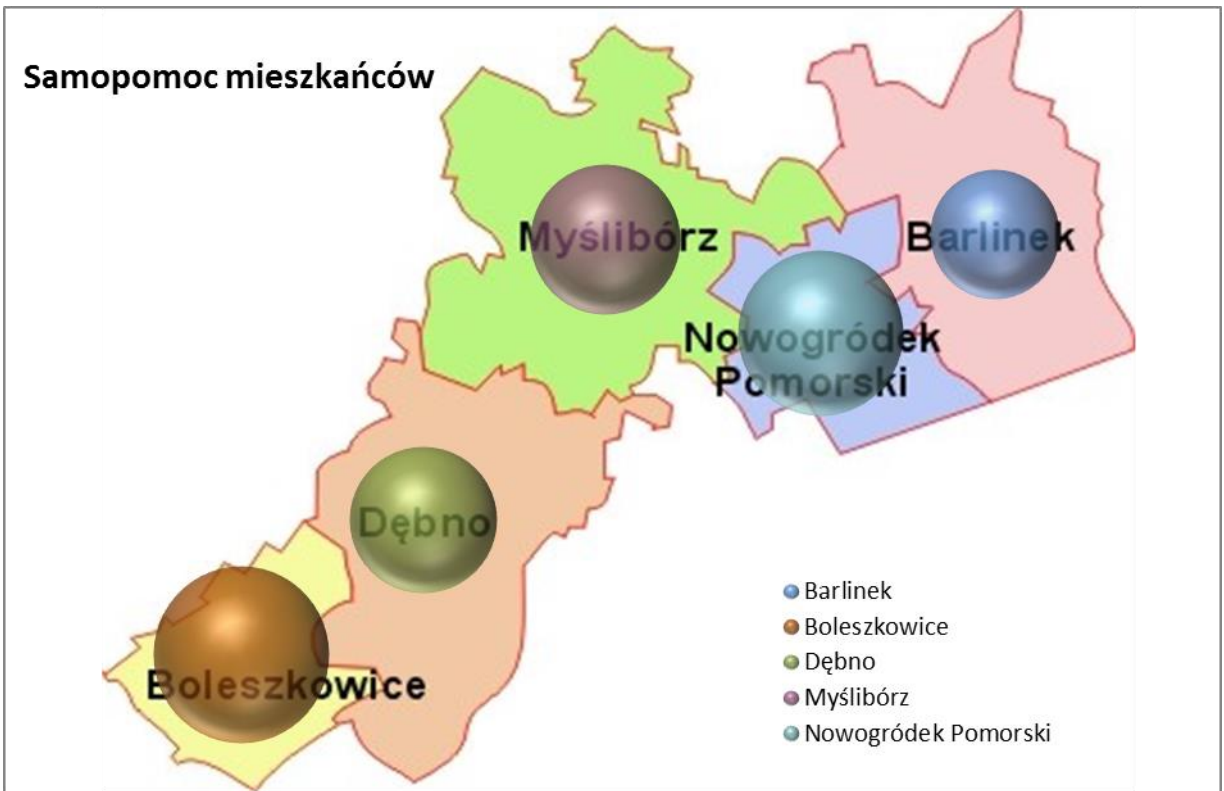 Samopomoc mieszkańców
Myślibórz
Barlinek
Nowogródek
Pomorski
Dębno
Boleszkowice
Barlinek
Boleszkowice
Dębno
Myślibórz
Nowogródek Pomorski